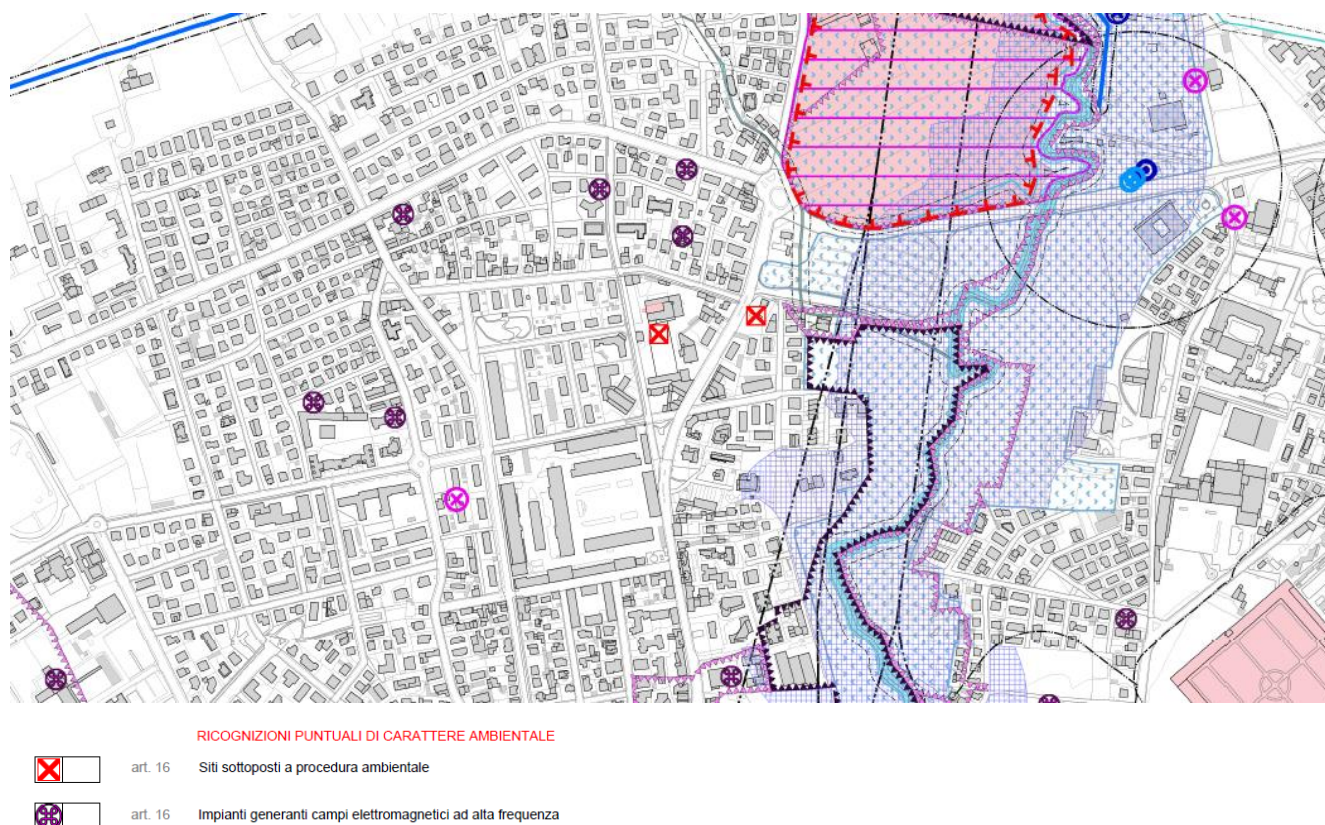 RICOGNIZIONI PUNTUALI DI CARATTERE AMBIENTALE
art. 16 Siti sottoposti a procedura ambientale
art. 16 Impianti generanti campi elettromagnetici ad alta frequenza